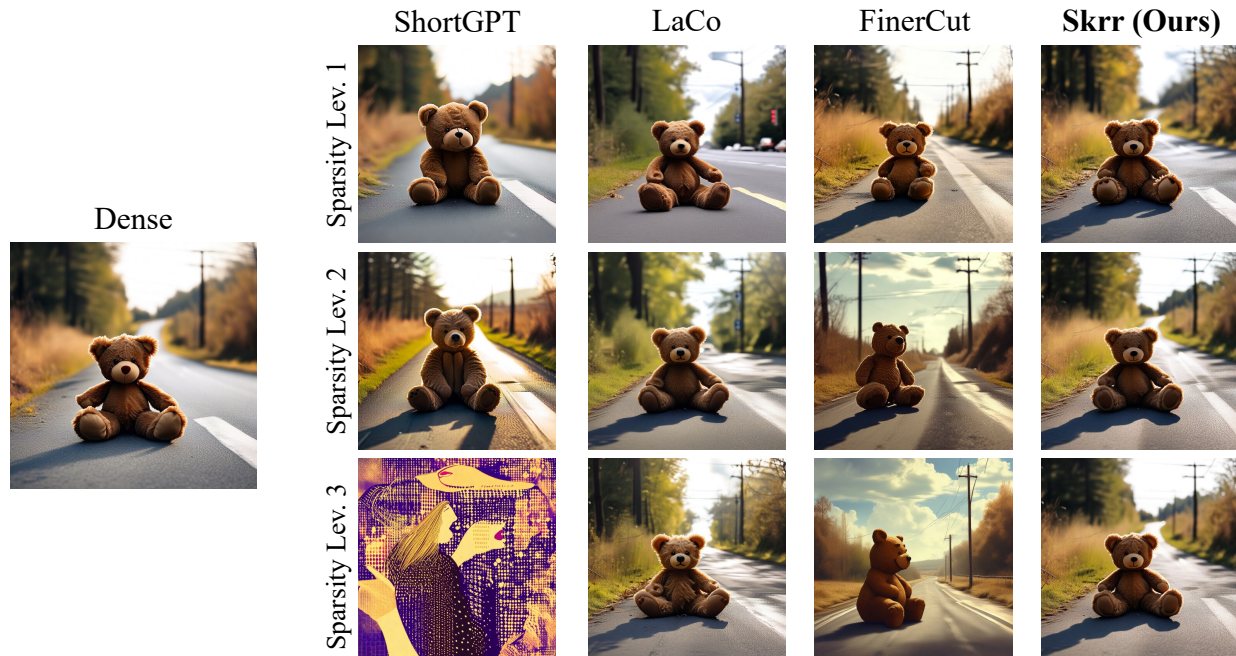 ShortGPT LaCo FinerCut Skrr (Ours)
Sparsity Lev. 1
Dense
Sparsity Lev. 2
Sparsity Lev. 3